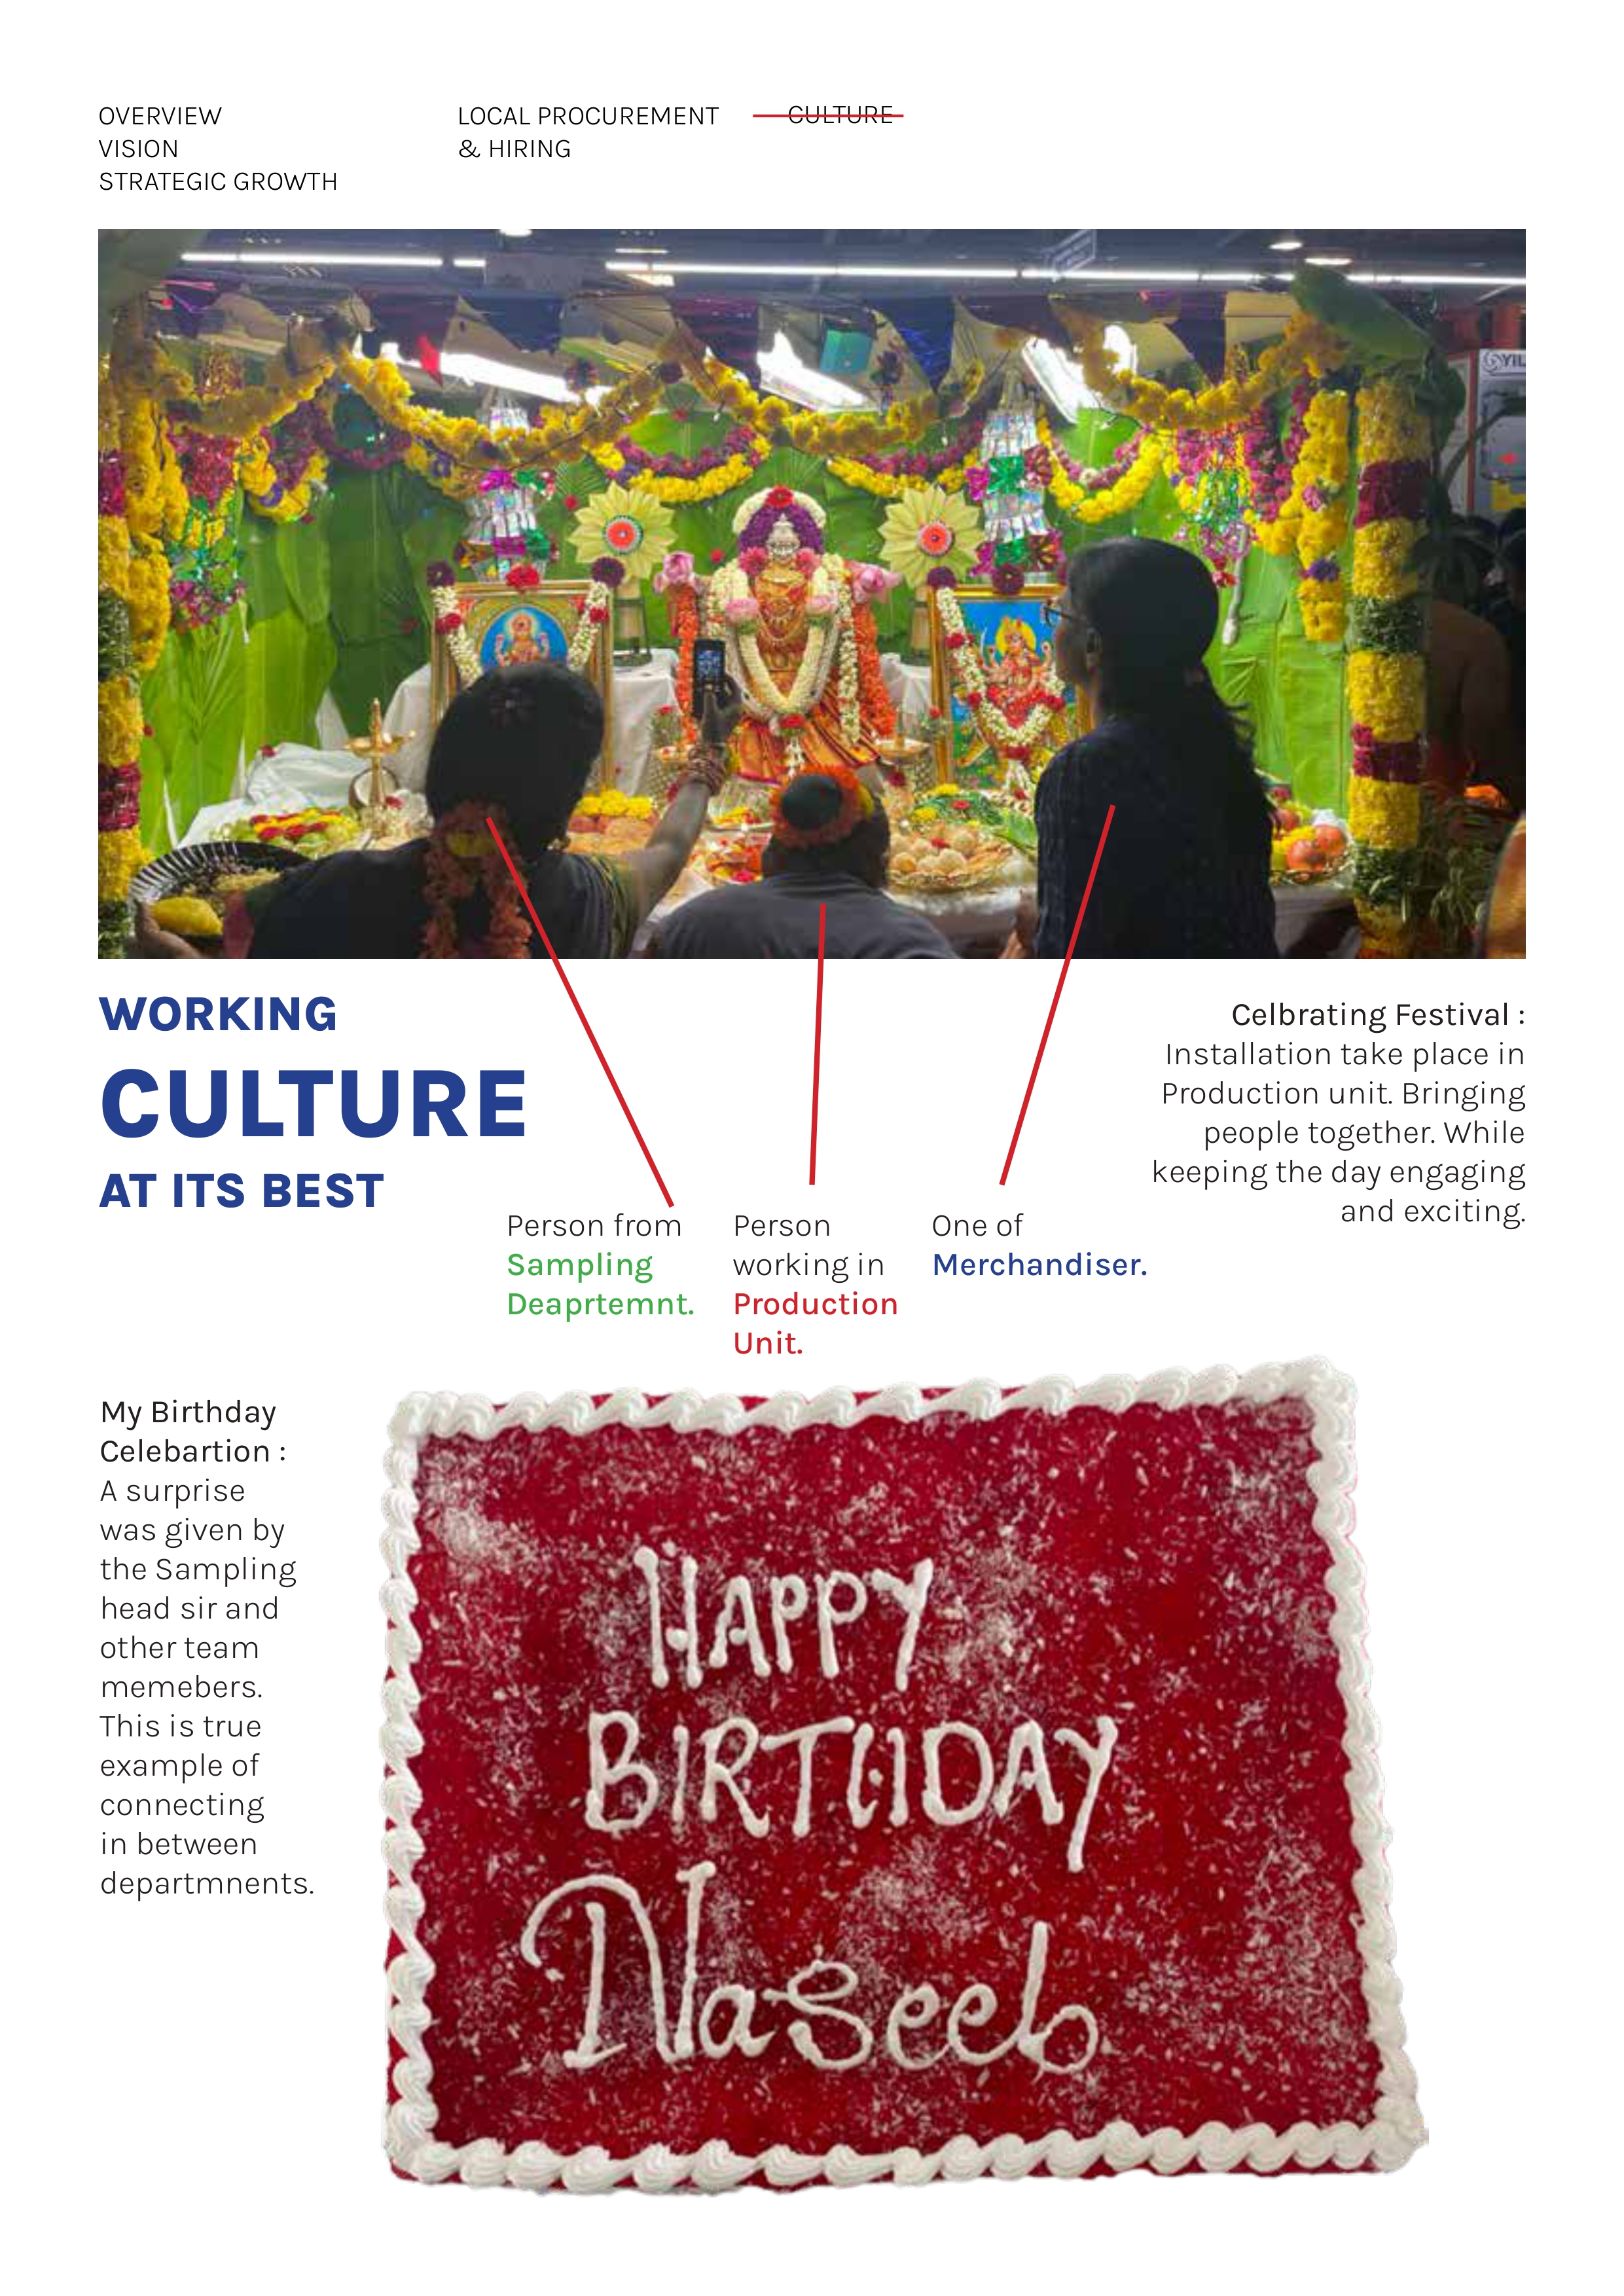 OVERVIEW
VISION
STRATEGIC GROWTH
LOCAL PROCUREMENT
& HIRING
CULTURE
WORKING
CULTURE
AT ITS BEST
Celbrating Festival :
Installation take place in
Production unit. Bringing
people together. While
keeping the day engaging
and exciting.
Person from
Sampling
Deaprtemnt.
Person
working in
Production
Unit.
One of
Merchandiser.
My Birthday
Celebartion :
A surprise
was given by
the Sampling
head sir and
other team
memebers.
This is true
example of
connecting
in between
departmnents.
HAPPY
BIRTHDAY
Naseeb